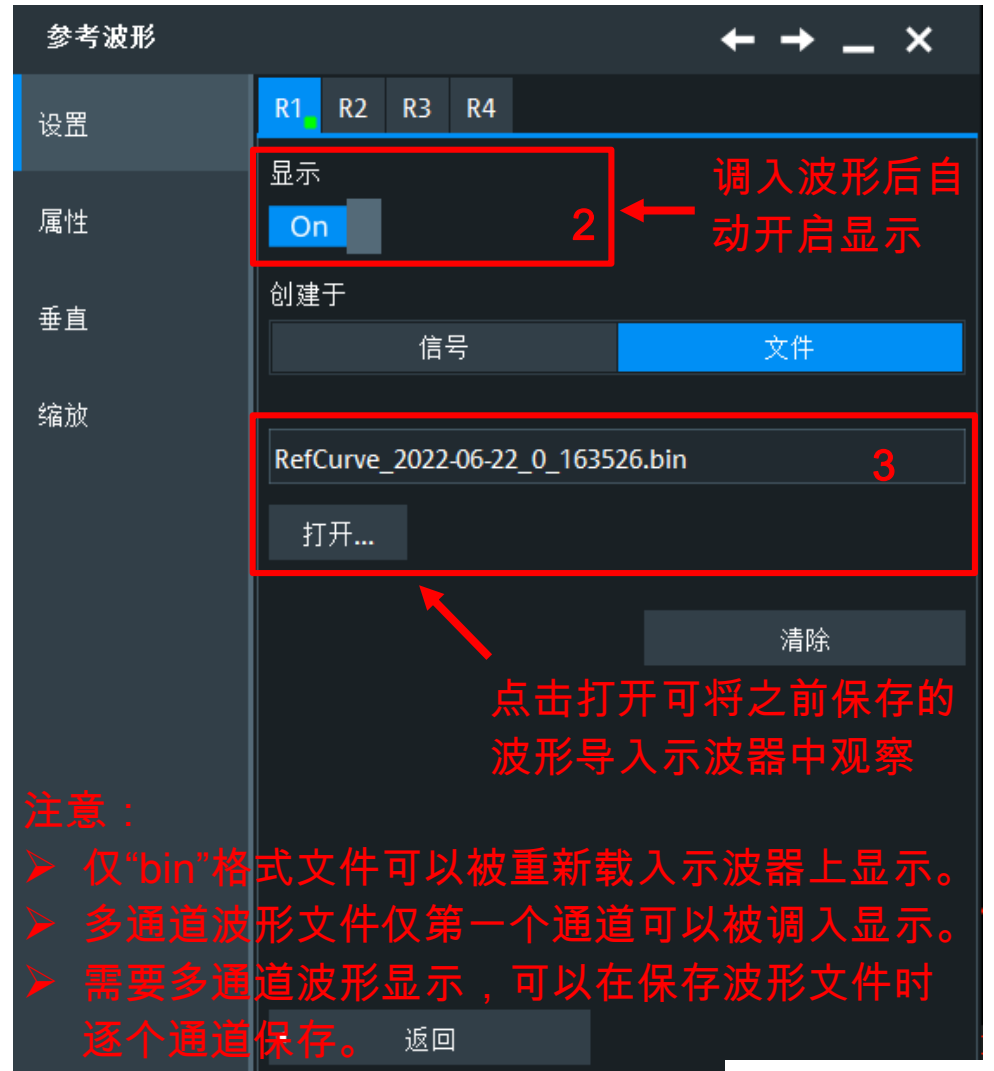 参考波形
设置
R1 R2 R3 R4
显示
调入波形后自
On
2
动开启显示
属性
创建于
垂直
信号 文件
缩放
RefCurve_2022-06-22_0_163526.bin
3
打开...
清除
点击打开可将之前保存的
波形导入示波器中观察
注意：
➢ 仅“bin”格式文件可以被重新载入示波器上显示。
➢ 多通道波形文件仅第一个通道可以被调入显示。
➢ 需要多通道波形显示，可以在保存波形文件时
逐个通道保存。
返回